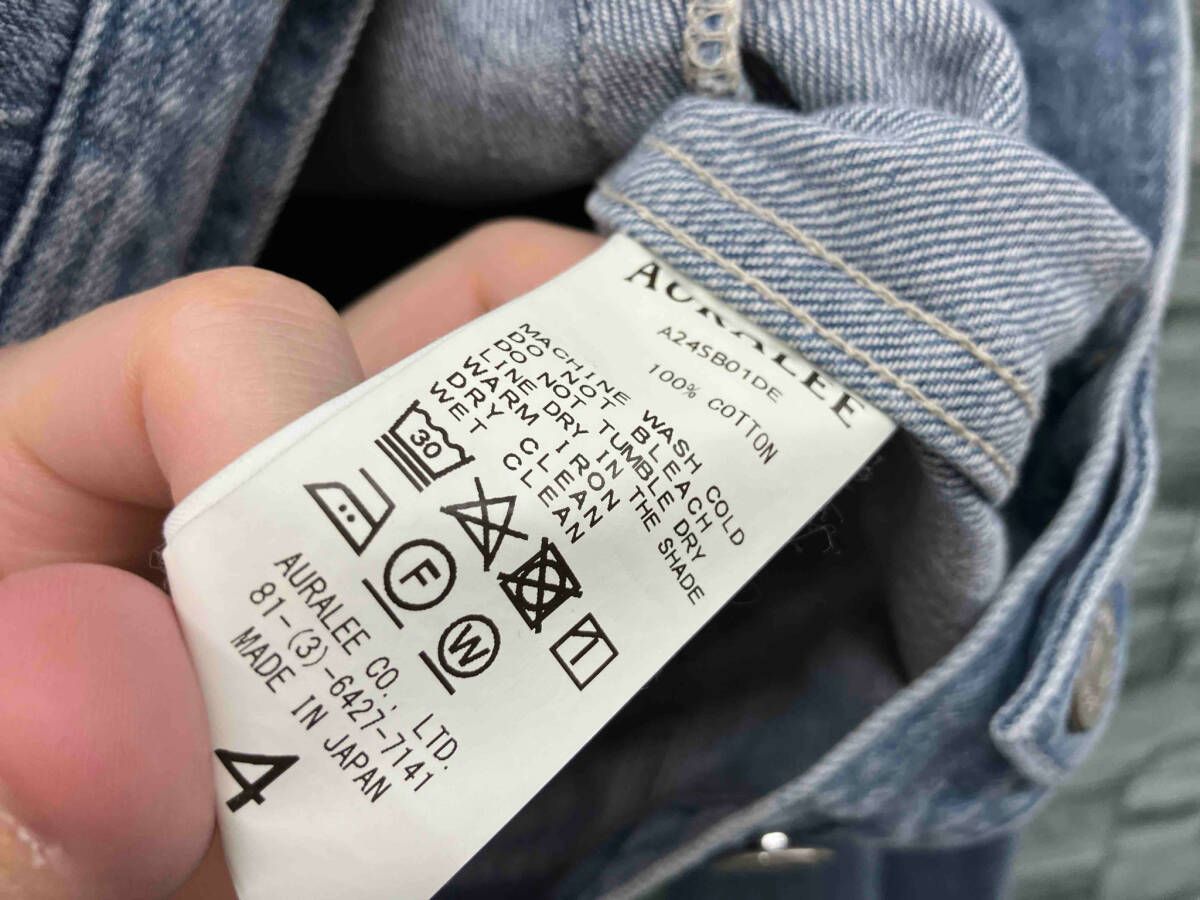 AURALEE
A24SB01DE
100% COTTON
MACHINE WASH COLD
DO NOT BLEACH
DO NOT TUMBLE DRY
LINE DRY IN THE SHADE
WARM IRON
DRY CLEAN
WET CLEAN
30
F
W
AURALEE CO., LTD.
81-(3)-6427-7141
MADE IN JAPAN
4